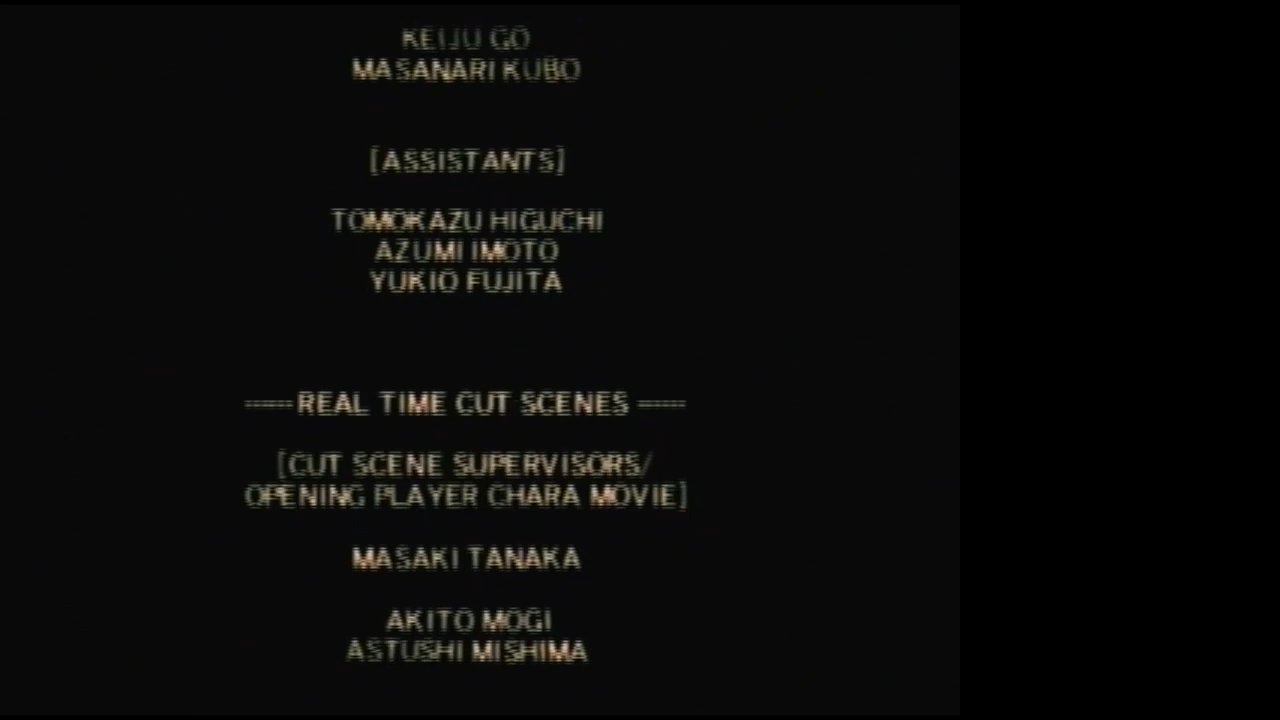 KEIJU GO
MASANARI KUBO
[ASSISTANTS]
TOMOKAZU HIGUCHI
AZUMI IMOTO
YUKIO FUJITA
------REAL TIME CUT SCENES ------
[CUT SCENE SUPERVISORS/
OPENING PLAYER CHARA MOVIE]
MASAKI TANAKA
AKITO MOGI
ASTUSHI MISHIMA